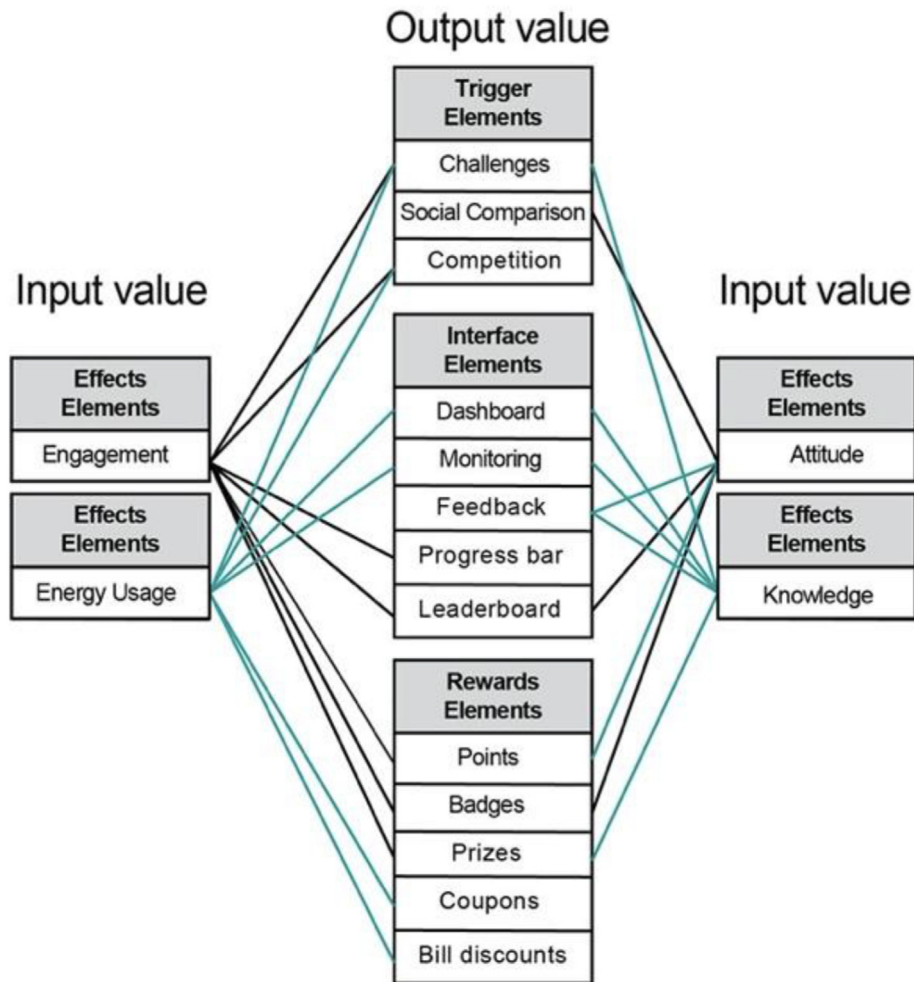 Output value
Trigger
Elements
Challenges
Social Comparison
Competition
Input value
Effects
Elements
Engagement
Effects
Elements
Energy Usage
Interface
Elements
Dashboard
Monitoring
Feedback
Progress bar
Leaderboard
Rewards
Elements
Points
Badges
Prizes
Coupons
Bill discounts
Input value
Effects
Elements
Attitude
Effects
Elements
Knowledge